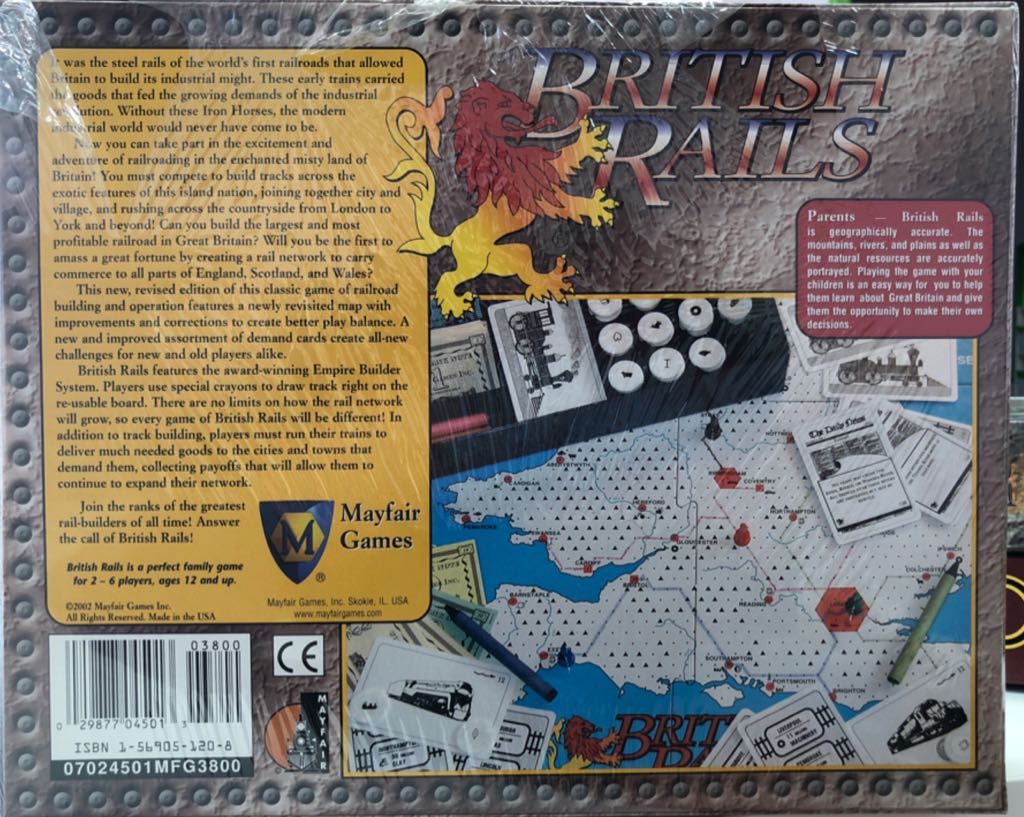 It was the steel rails of the world's first railroads that allowed
Britain to build its industrial might. These early trains carried
the goods that fed the growing demands of the industrial
revolution. Without these Iron Horses, the modern
industrial world would never have come to be.
Now you can take part in the excitement and
adventure of railroading in the enchanted misty land of
Britain! You must compete to build tracks across the
exotic features of this island nation, joining together city and
village, and rushing across the countryside from London to
York and beyond! Can you build the largest and most
profitable railroad in Great Britain? Will you be the first to
amass a great fortune by creating a rail network to carry
commerce to all parts of England, Scotland, and Wales?
This new, revised edition of this classic game of railroad
building and operation features a newly revisited map with
improvements and corrections to create better play balance. A
new and improved assortment of demand cards create all-new
challenges for new and old players alike.
British Rails features the award-winning Empire Builder
System. Players use special crayons to draw track right on the
re-usable board. There are no limits on how the rail network
will grow, so every game of British Rails will be different! In
addition to track building, players must run their trains to
deliver much needed goods to the cities and towns that
demand them, collecting payoffs that will allow them to
continue to expand their network.
Join the ranks of the greatest
rail-builders of all time! Answer
the call of British Rails!
British Rails is a perfect family game
for 2 – 6 players, ages 12 and up.
©2002 Mayfair Games Inc.
All Rights Reserved. Made in the USA
M
®
Mayfair
Games
Mayfair Games, Inc. Skokie, IL. USA
www.mayfairgames.com
BRITISH
RAILS
Parents — British Rails
is geographically accurate. The
mountains, rivers, and plains as well as
the natural resources are accurately
portrayed. Playing the game with your
children is an easy way for you to help
them learn about Great Britain and give
them the opportunity to make their own
decisions.
The Daily News
ABERYSTWYTH
CARDIGAN
COVENTRY
HEREFORD
NORTHAMPTON
PEMBROKE
SWANSEA
GLOUCESTER
IPSWICH
COLCHESTER
CARDIFF
BRISTOL
BARNSTAPLE
READING
SOUTHAMPTON
PORTSMOUTH
BRIGHTON
12
NORTHAMPTON
CLAY
LINCOLN
BRIT
LIVERPOOL
11
MACHINERY
PEMBROKE
12
03800
0 29877 04501 3
ISBN 1-56905-120-8
07024501MFG3800
CE
MAYFAIR